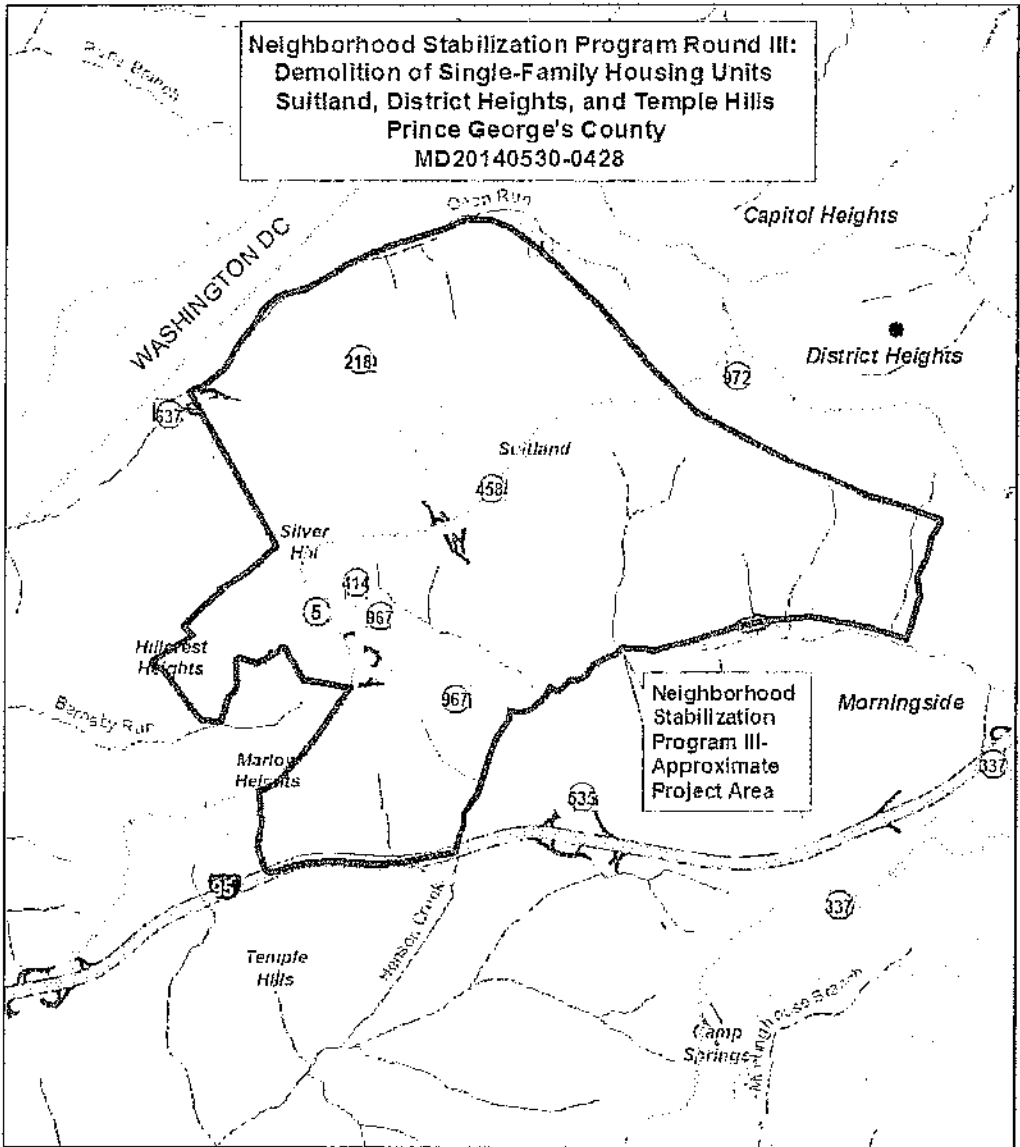 Neighborhood Stabilization Program Round III:
Demolition of Single-Family Housing Units
Suitland, District Heights, and Temple Hills
Prince George's County
MD20140530-0428
Oxon Run
Capitol Heights
WASHINGTON DC
District Heights
218
972
637
Suitland
458
Silver
Hill
414
5
967
Hillcrest
Heights
967
Barnaby Run
Neighborhood
Stabilization
Program III-
Approximate
Project Area
Morningside
Marlow
Heights
337
535
95
337
Henson Creek
Temple
Hills
Camp
Springs